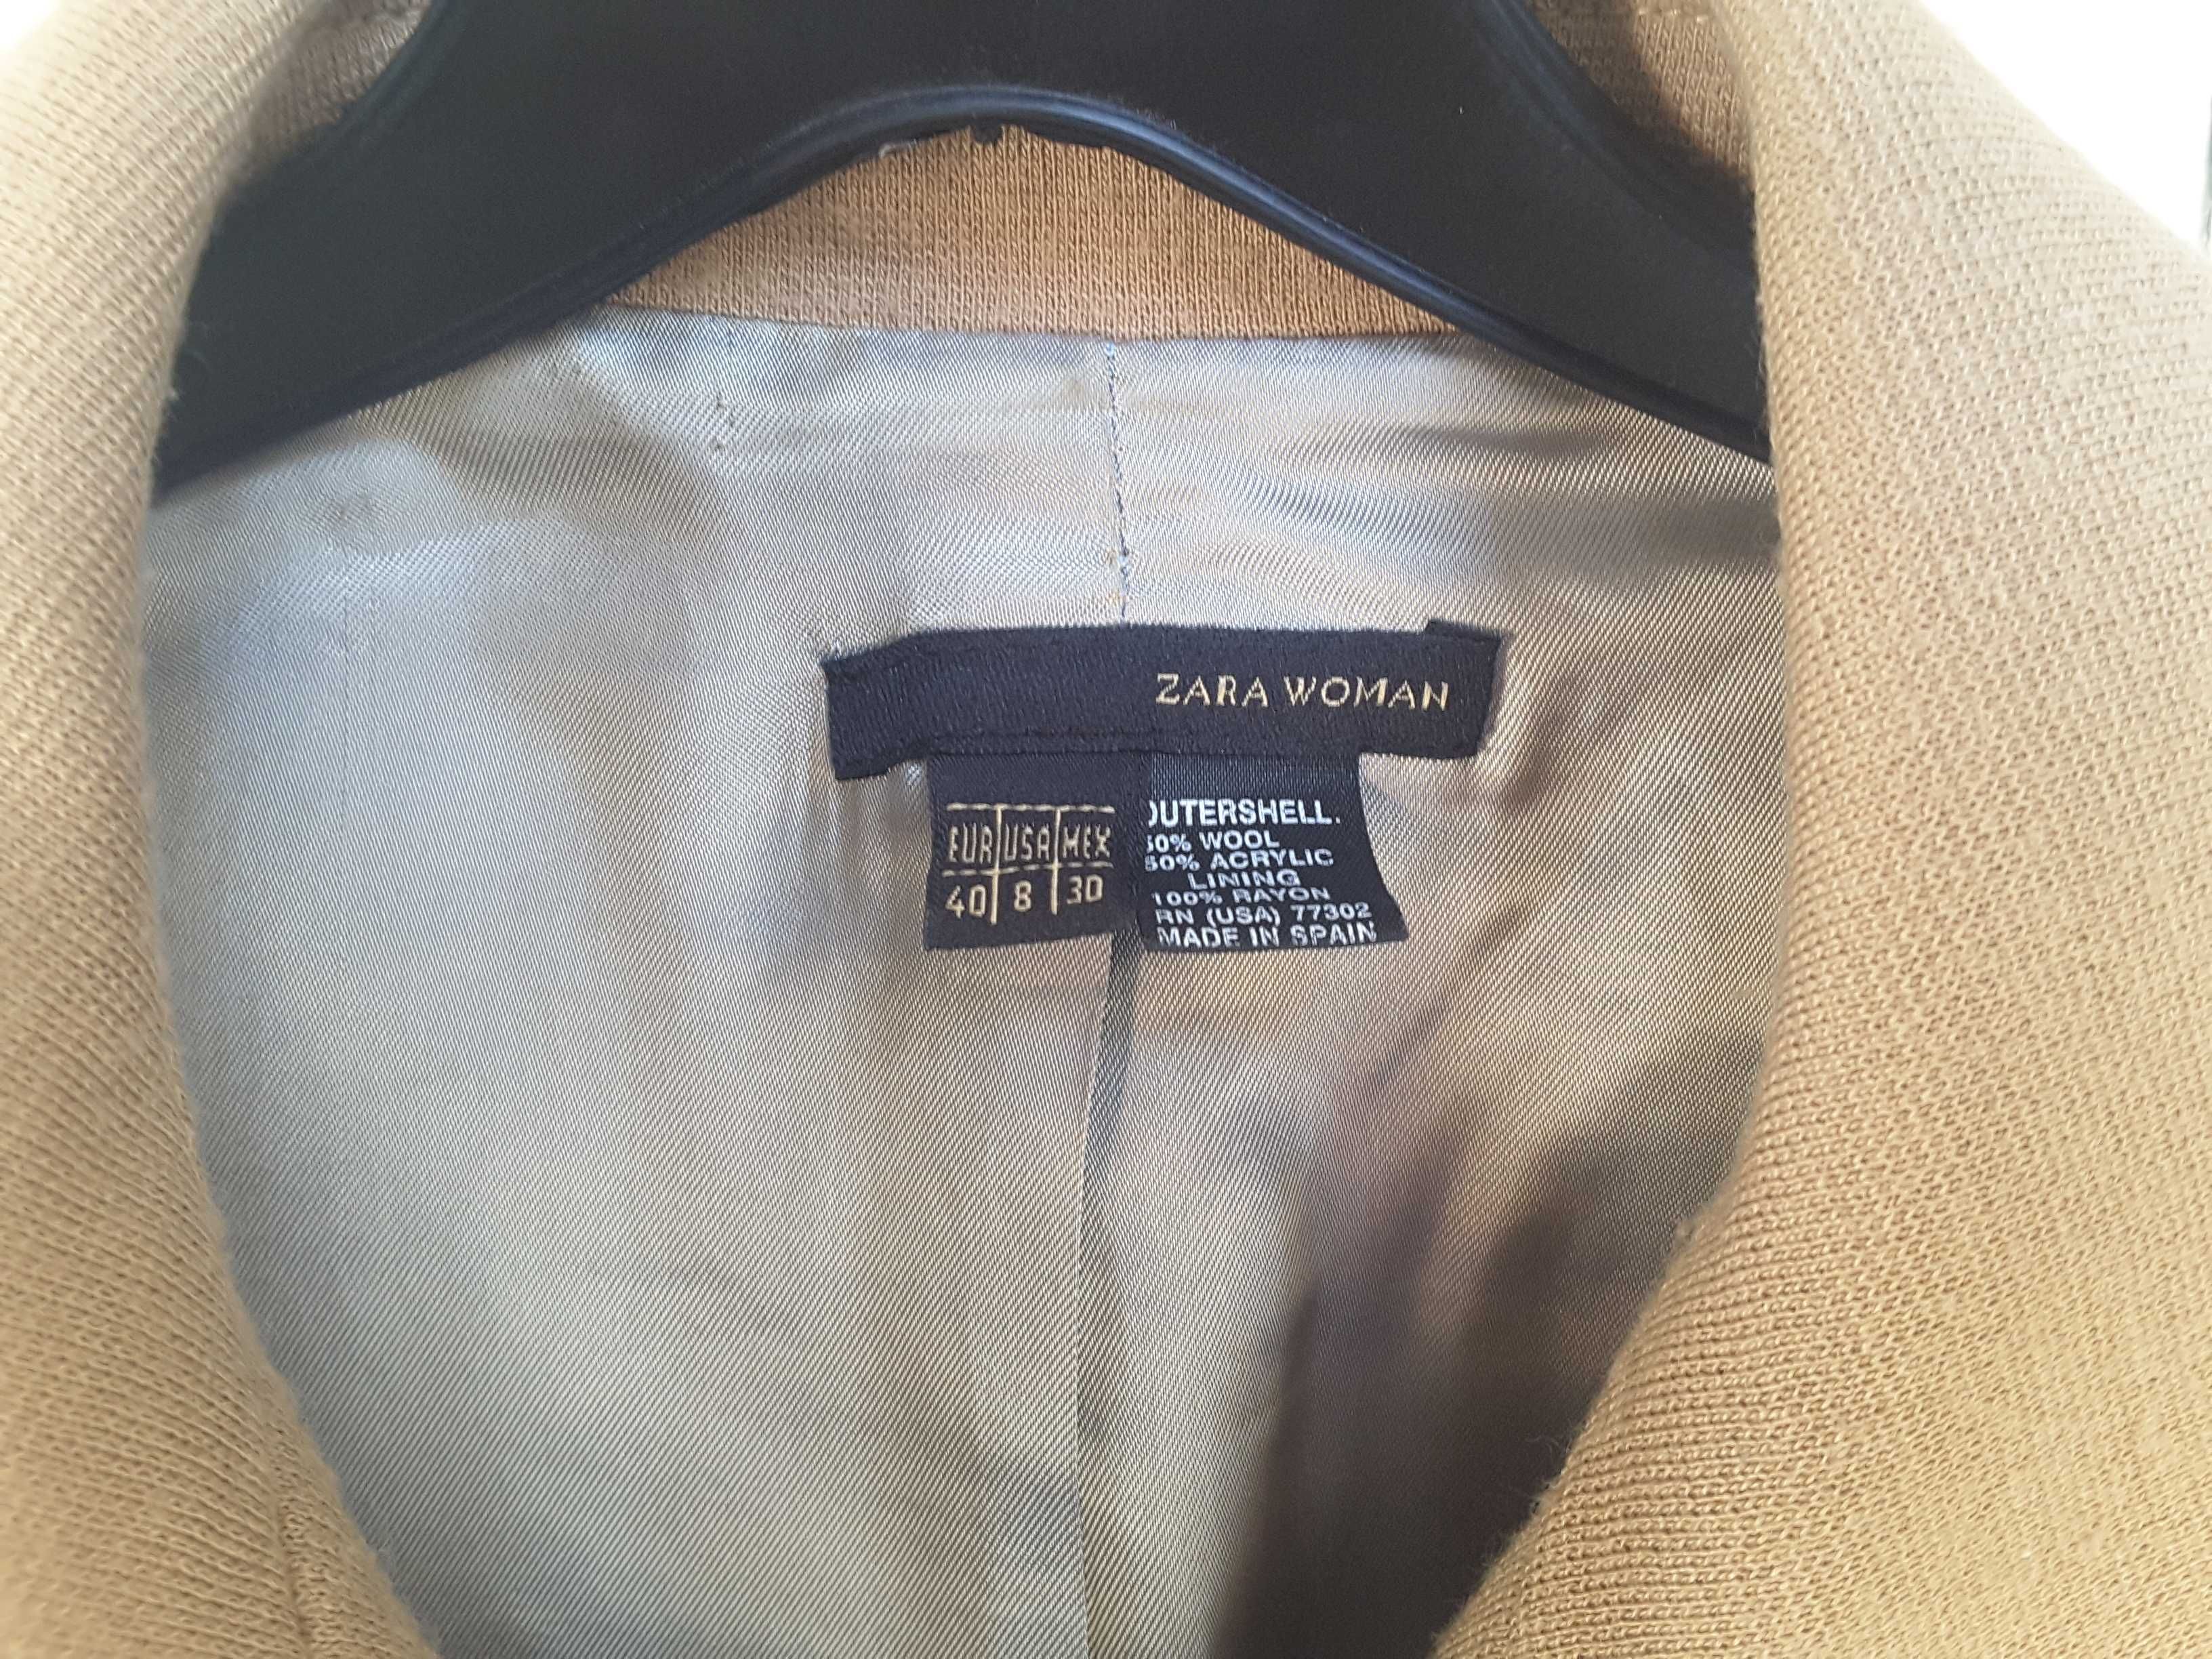 ZARA WOMAN
EUR USA MEX
40 8 30
OUTERSHELL.
50% WOOL
50% ACRYLIC
LINING
100% RAYON
RN (USA) 77302
MADE IN SPAIN